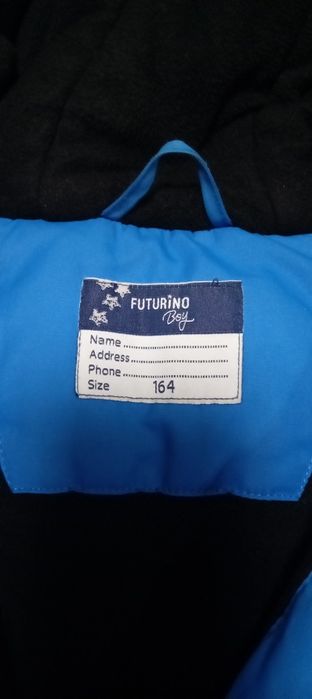 FUTURiNO
Boy
Name..............................
Address..........................
Phone............................
Size 164